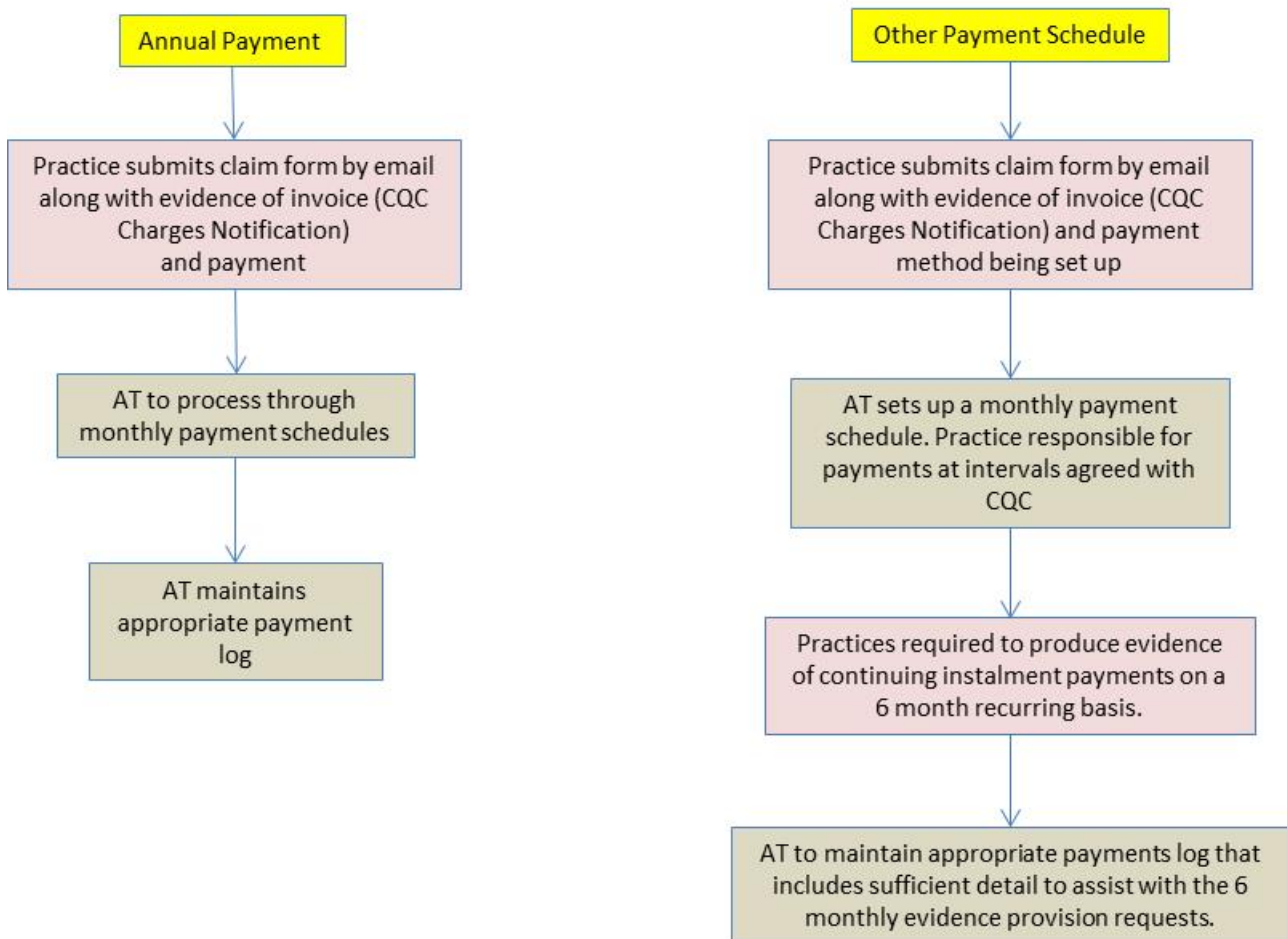 Annual Payment
Practice submits claim form by email
along with evidence of invoice (CQC
Charges Notification)
and payment
AT to process through
monthly payment schedules
AT maintains
appropriate payment
log
Other Payment Schedule
Practice submits claim form by email
along with evidence of invoice (CQC
Charges Notification) and payment
method being set up
AT sets up a monthly payment
schedule. Practice responsible for
payments at intervals agreed with
CQC
Practices required to produce evidence
of continuing instalment payments on a
6 month recurring basis.
AT to maintain appropriate payments log that
includes sufficient detail to assist with the 6
monthly evidence provision requests.